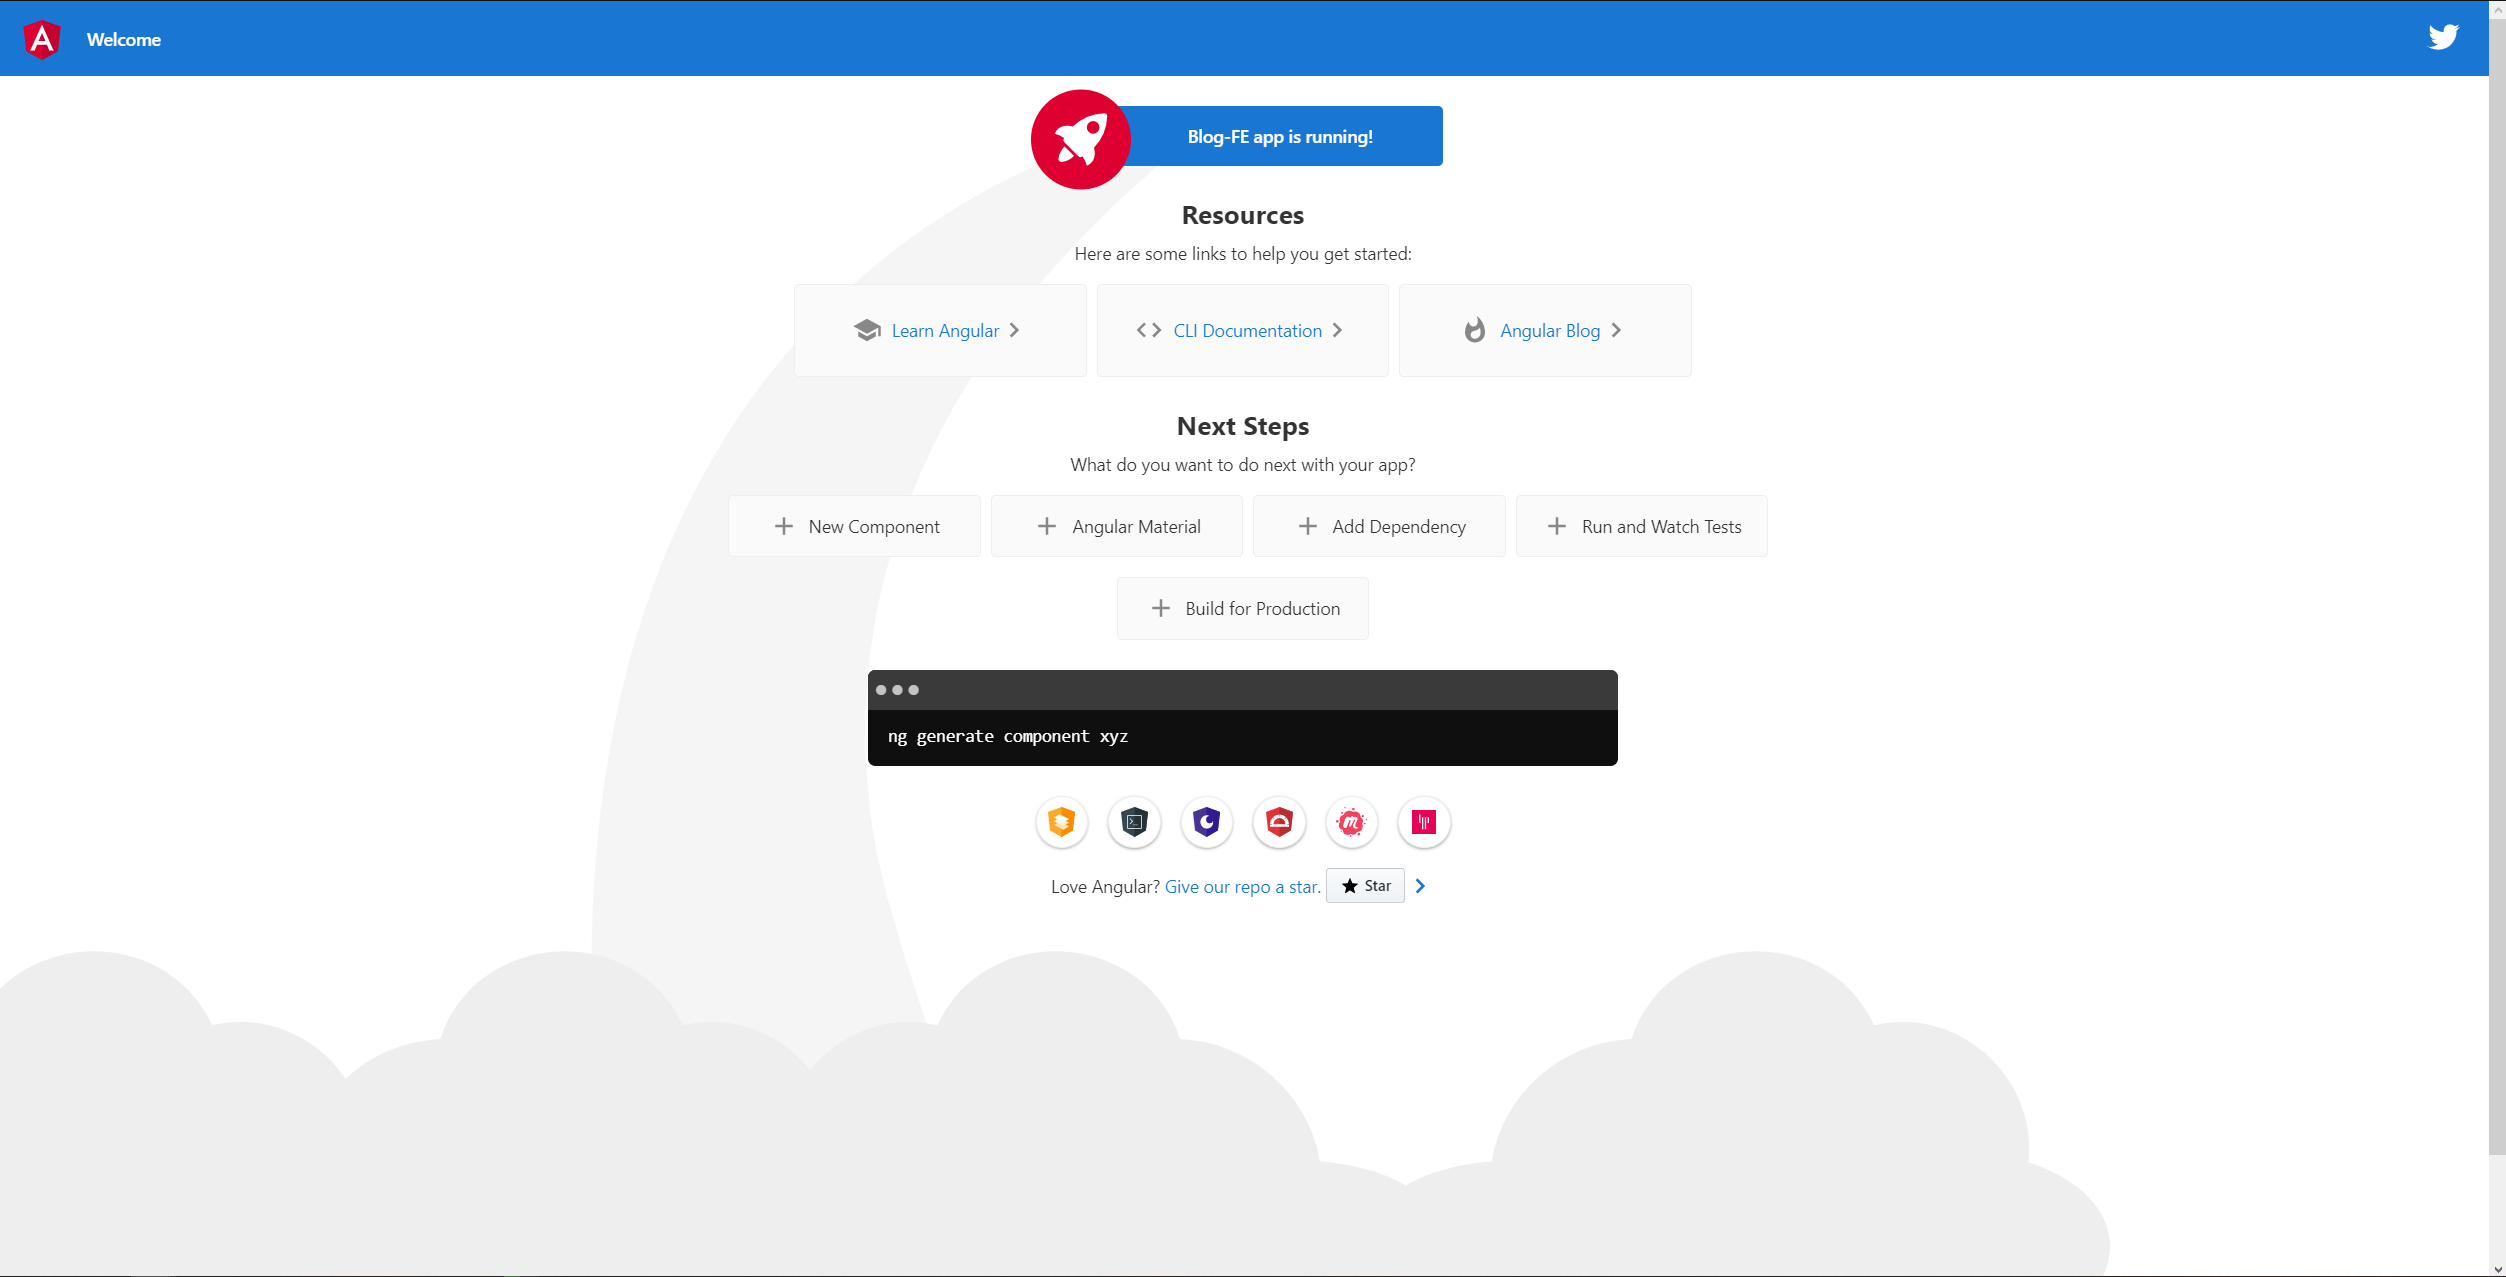 Welcome
Blog-FE app is running!
Resources
Here are some links to help you get started:
Learn Angular
CLI Documentation
Angular Blog
Next Steps
What do you want to do next with your app?
New Component
Angular Material
Add Dependency
Run and Watch Tests
Build for Production
ng generate component xyz
Love Angular? Give our repo a star. Star